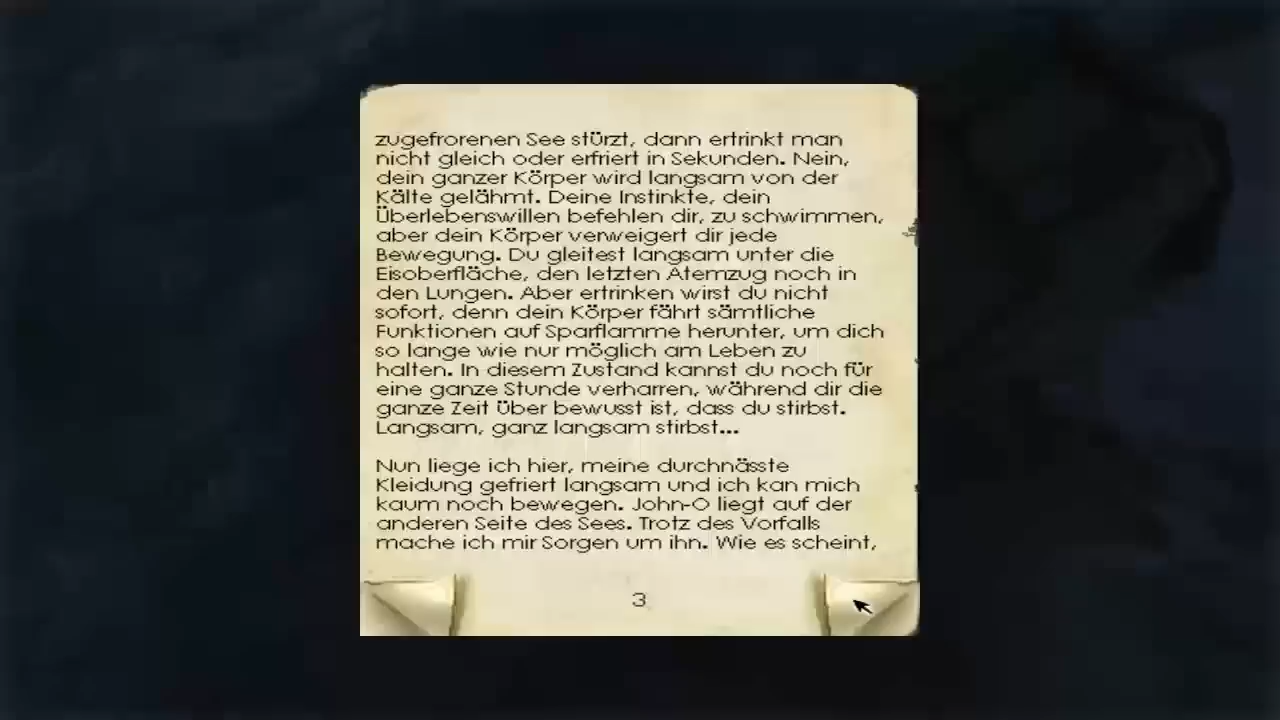 zugefrorenen See stürzt, dann ertrinkt man
nicht gleich oder erfriert in Sekunden. Nein,
dein ganzer Körper wird langsam von der
Kälte gelähmt. Deine Instinkte, dein
Überlebenswillen befehlen dir, zu schwimmen,
aber dein Körper verweigert dir jede
Bewegung. Du gleitest langsam unter die
Eisoberfläche, den letzten Atemzug noch in
den Lungen. Aber ertrinken wirst du nicht
sofort, denn dein Körper fährt sämtliche
Funktionen auf Sparflamme herunter, um dich
so lange wie nur möglich am Leben zu
halten. In diesem Zustand kannst du noch für
eine ganze Stunde verharren, während dir die
ganze Zeit über bewusst ist, dass du stirbst.
Langsam, ganz langsam stirbst...
Nun liege ich hier, meine durchnässte
Kleidung gefriert langsam und ich kan mich
kaum noch bewegen. John-O liegt auf der
anderen Seite des Sees. Trotz des Vorfalls
mache ich mir Sorgen um ihn. Wie es scheint,
3